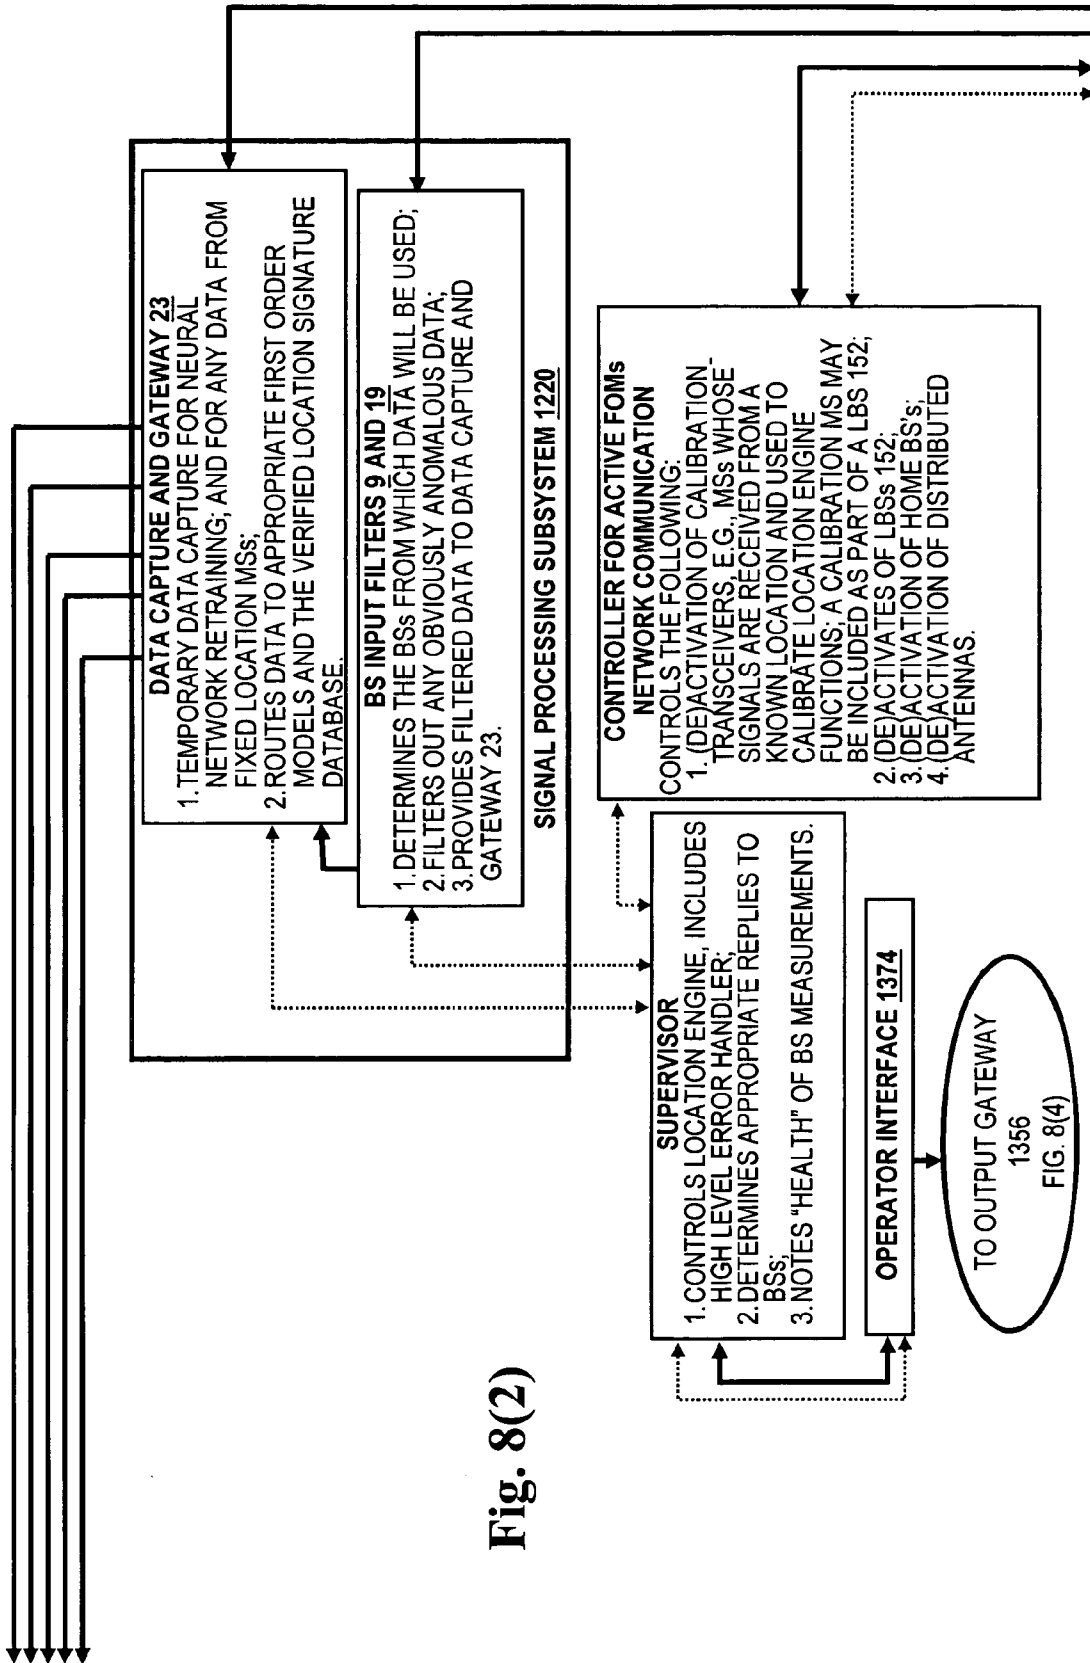 DATA CAPTURE AND GATEWAY 23
1. TEMPORARY DATA CAPTURE FOR NEURAL
NETWORK RETRAINING; AND FOR ANY DATA FROM
FIXED LOCATION MSs;
2. ROUTES DATA TO APPROPRIATE FIRST ORDER
MODELS AND THE VERIFIED LOCATION SIGNATURE
DATABASE.
BS INPUT FILTERS 9 AND 19
1. DETERMINES THE BSs FROM WHICH DATA WILL BE USED;
2. FILTERS OUT ANY OBVIOUSLY ANOMALOUS DATA;
3. PROVIDES FILTERED DATA TO DATA CAPTURE AND
GATEWAY 23.
SIGNAL PROCESSING SUBSYSTEM 1220
SUPERVISOR
1. CONTROLS LOCATION ENGINE, INCLUDES
HIGH LEVEL ERROR HANDLER;
2. DETERMINES APPROPRIATE REPLIES TO
BSs;
3. NOTES “HEALTH” OF BS MEASUREMENTS.
CONTROLLER FOR ACTIVE FOMs
NETWORK COMMUNICATION
CONTROLS THE FOLLOWING:
1. (DE)ACTIVATION OF CALIBRATION
TRANSCEIVERS, E.G., MSs WHOSE-
SIGNALS ARE RECEIVED FROM A
KNOWN LOCATION AND USED TO
CALIBRATE LOCATION ENGINE
FUNCTIONS; A CALIBRATION MS MAY
BE INCLUDED AS PART OF A LBS 152;
2. (DE)ACTIVATES OF LBSs 152;
3. (DE)ACTIVATION OF HOME BS's;
4. (DE)ACTIVATION OF DISTRIBUTED
ANTENNAS.
OPERATOR INTERFACE 1374
TO OUTPUT GATEWAY
1356
FIG. 8(4)
Fig. 8(2)